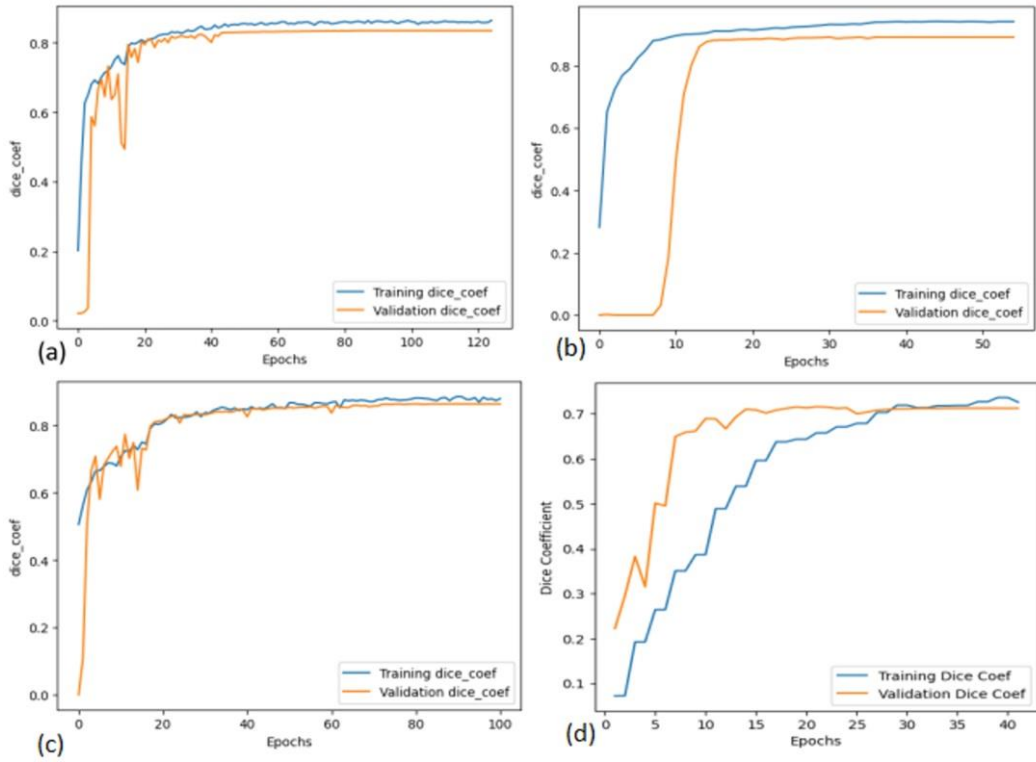 dice_coef
0.8
0.6
0.4
0.2
0.0
Training dice_coef
Validation dice_coef
0 20 40 60 80 100 120
Epochs
(a)
dice_coef
0.8
0.6
0.4
0.2
0.0
Training dice_coef
Validation dice_coef
0 10 20 30 40 50
Epochs
(b)
dice_coef
0.8
0.6
0.4
0.2
0.0
Training dice_coef
Validation dice_coef
0 20 40 60 80 100
Epochs
(c)
Dice Coefficient
0.7
0.6
0.5
0.4
0.3
0.2
0.1
Training Dice Coef
Validation Dice Coef
0 5 10 15 20 25 30 35 40
Epochs
(d)